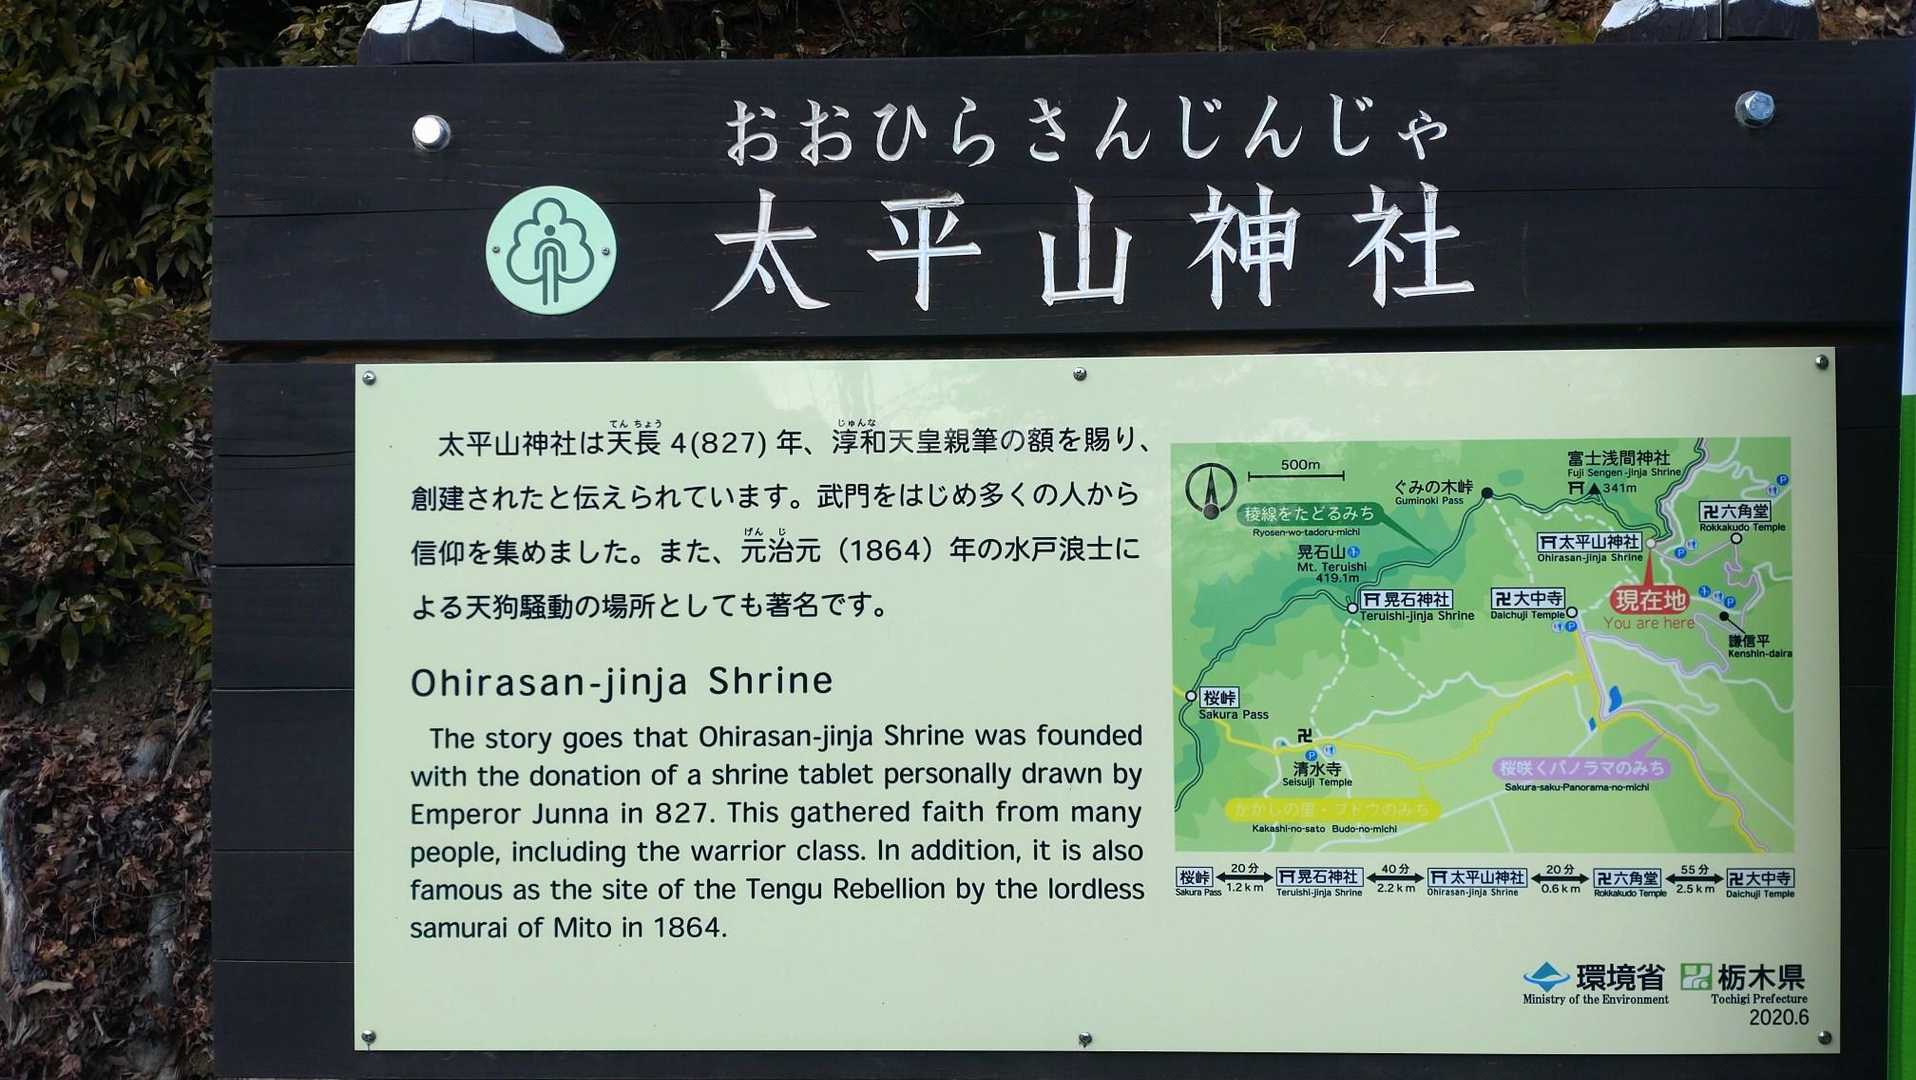 おおひらさんじんじゃ
太平山神社
てんちょう じゅんな
太平山神社は天長4(827)年、淳和天皇親筆の額を賜り、
創建されたと伝えられています。武門をはじめ多くの人から
げんじ
信仰を集めました。また、元治元（1864）年の水戸浪士に
よる天狗騒動の場所としても著名です。
Ohirasan-jinja Shrine
The story goes that Ohirasan-jinja Shrine was founded
with the donation of a shrine tablet personally drawn by
Emperor Junna in 827. This gathered faith from many
people, including the warrior class. In addition, it is also
famous as the site of the Tengu Rebellion by the lordless
samurai of Mito in 1864.
500m
富士浅間神社
Fuji Sengen-jinja Shrine
341m
ぐみの木峠
Guminoki Pass
稜線をたどるみち
Ryosen-wo-tadoru-michi
卍六角堂
Rokkakudo Temple
太平山神社
Ohirasan-jinja Shrine
晃石山
Mt. Teruishi
419.1m
晃石神社
Teruishi-jinja Shrine
卍大中寺
Daichuji Temple
現在地
You are here
謙信平
Kenshin-daira
桜峠
Sakura Pass
卍
清水寺
Seisuiji Temple
桜咲くパノラマのみち
Sakura-saku-Panorama-no-michi
かかしの里・ブドウのみち
Kakashi-no-sato Budo-no-michi
P
P
P
P
P
桜峠 20分 晃石神社 40分 太平山神社 20分 卍六角堂 55分 卍大中寺
Sakura Pass 1.2km Teruishi-jinja Shrine 2.2km Ohirasan-jinja Shrine 0.6km Rokkakudo Temple 2.5km Daichuji Temple
環境省 栃木県
Ministry of the Environment Tochigi Prefecture
2020.6